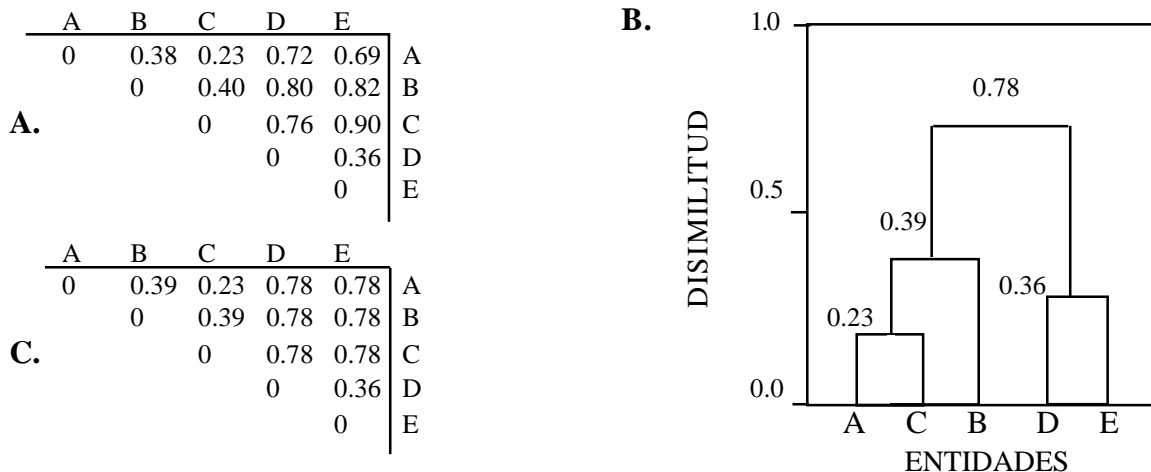 A B C D E
0 0.38 0.23 0.72 0.69 A
0 0.40 0.80 0.82 B
A. 0 0.76 0.90 C
0 0.36 D
0 E
A B C D E
0 0.39 0.23 0.78 0.78 A
0 0.39 0.78 0.78 B
C. 0 0.78 0.78 C
0 0.36 D
0 E
B.
DISIMILITUD
1.0
0.78
0.5
0.39
0.36
0.23
0.0
A C B D E
ENTIDADES